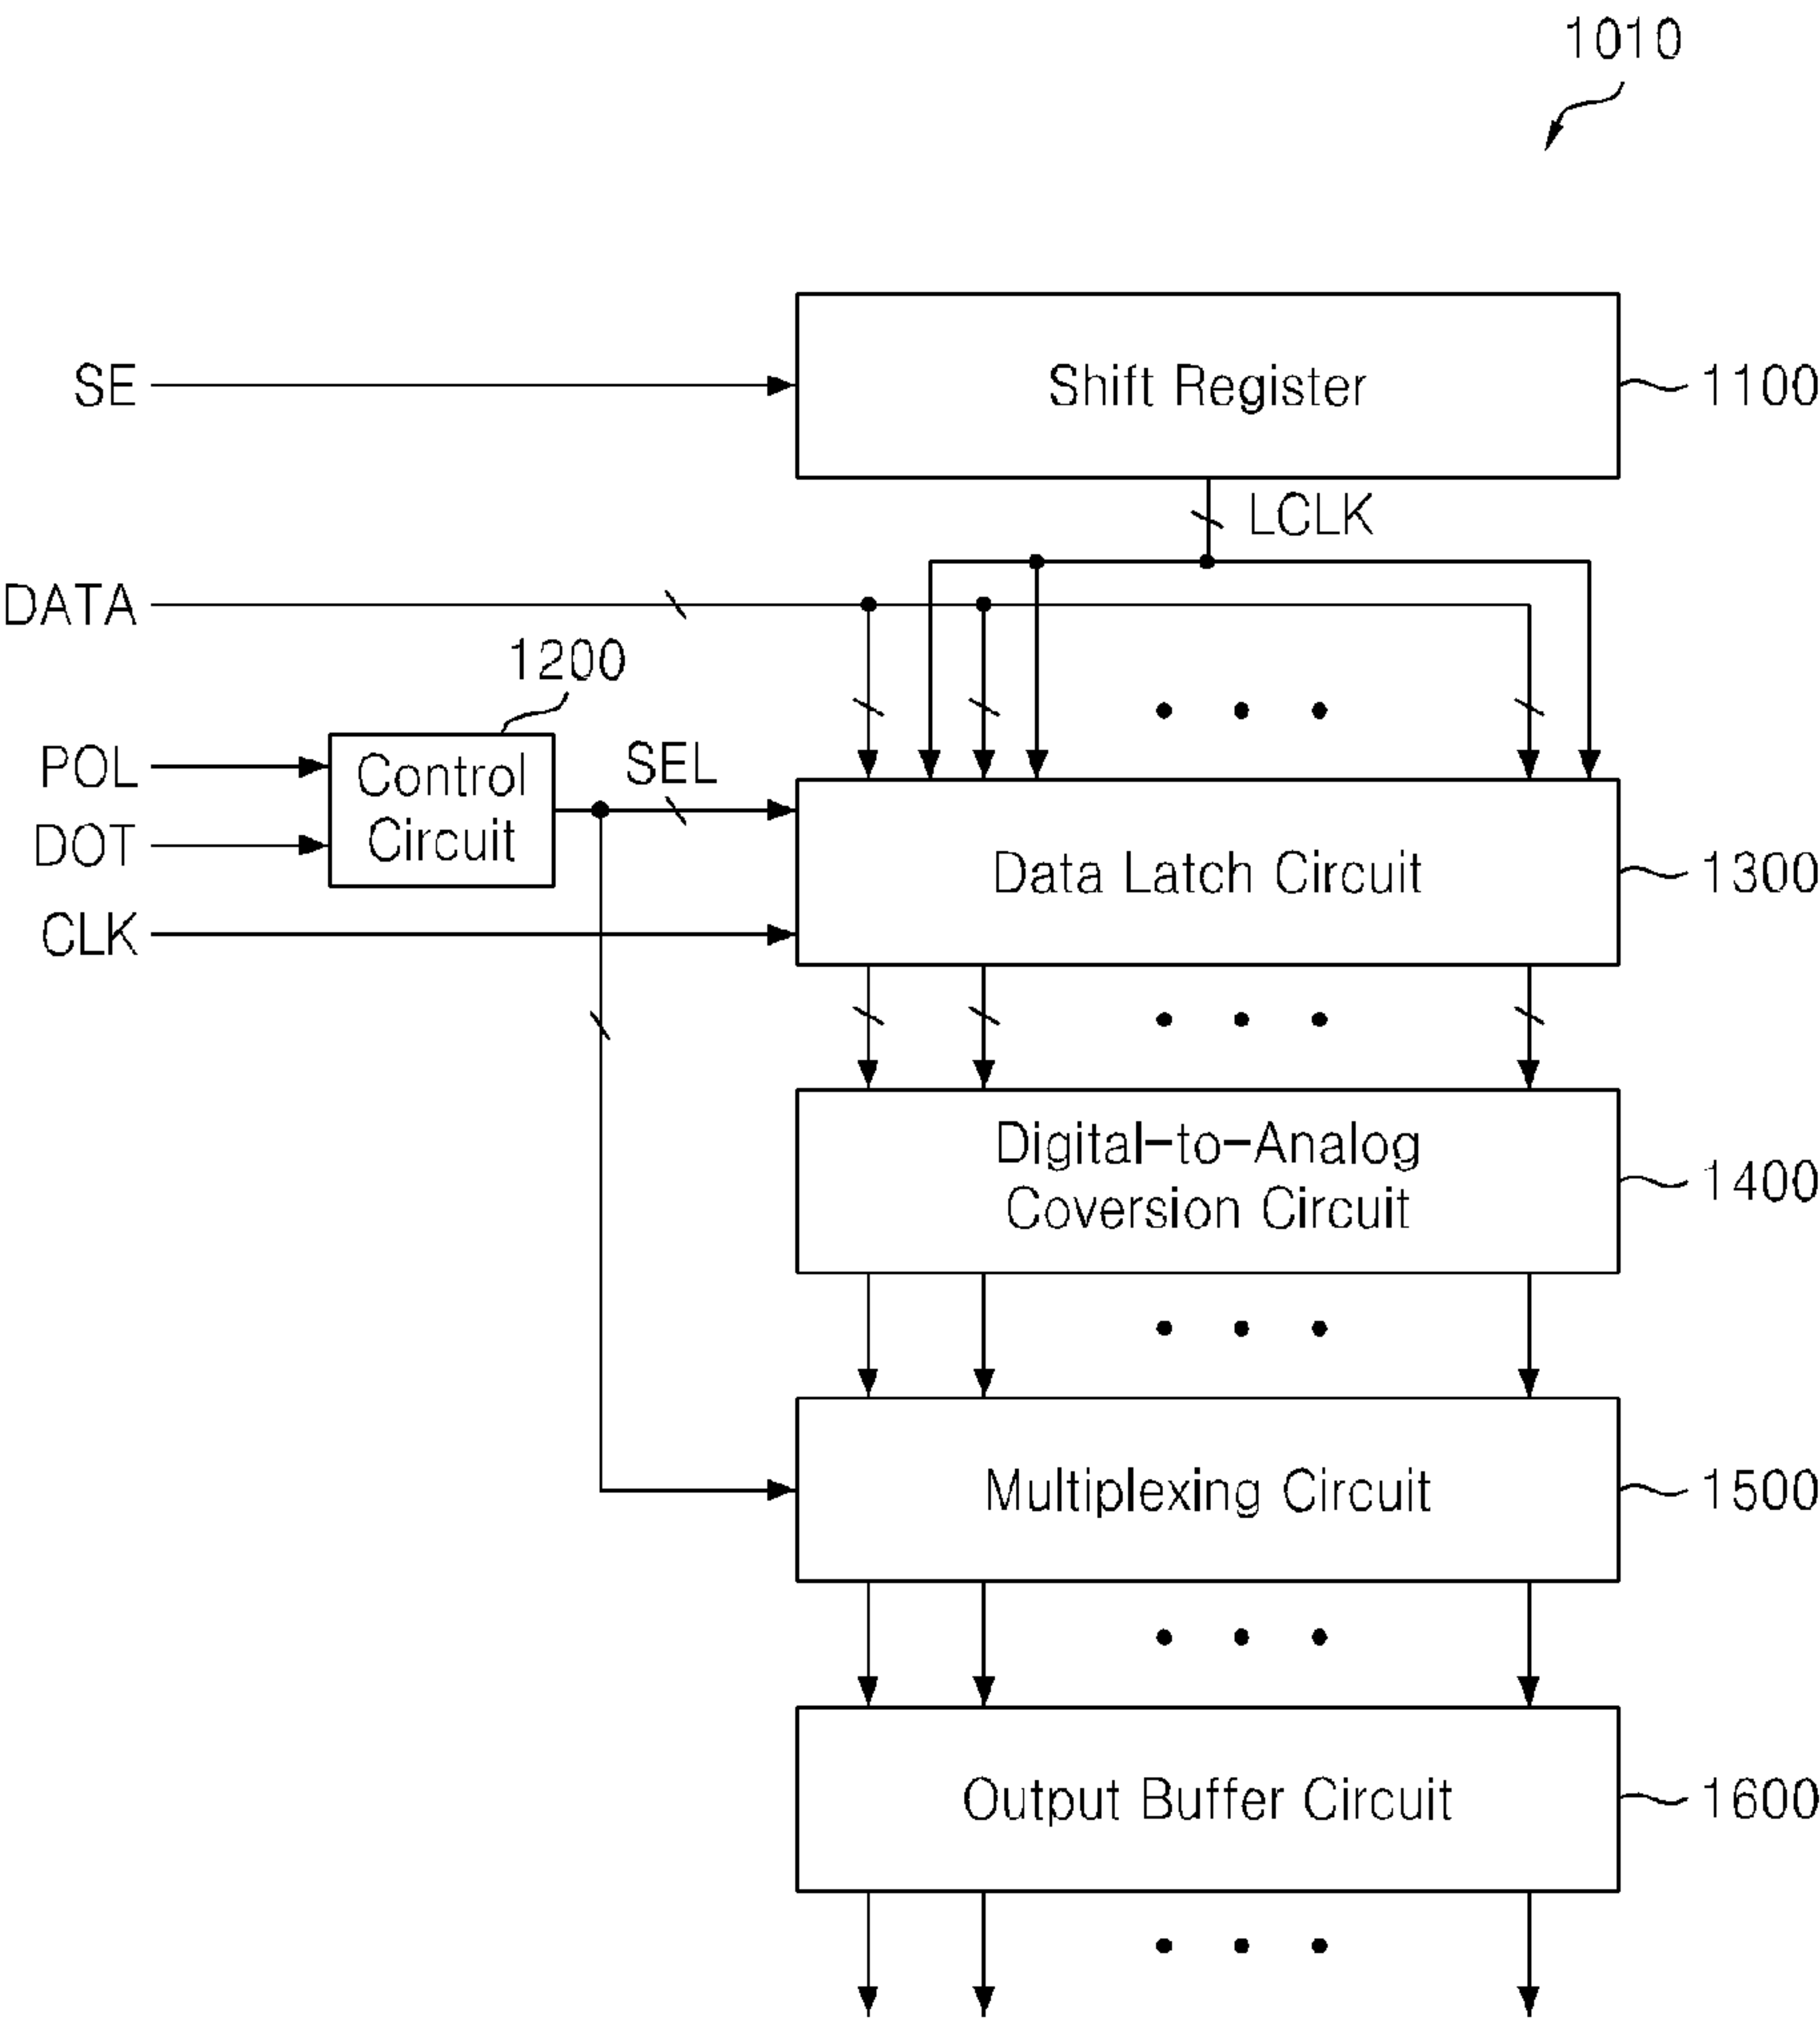 1010
SE
Shift Register
1100
LCLK
DATA
1200
POL
DOT
Control
Circuit
SEL
CLK
Data Latch Circuit
1300
Digital-to-Analog
Coversion Circuit
1400
Multiplexing Circuit
1500
Output Buffer Circuit
1600